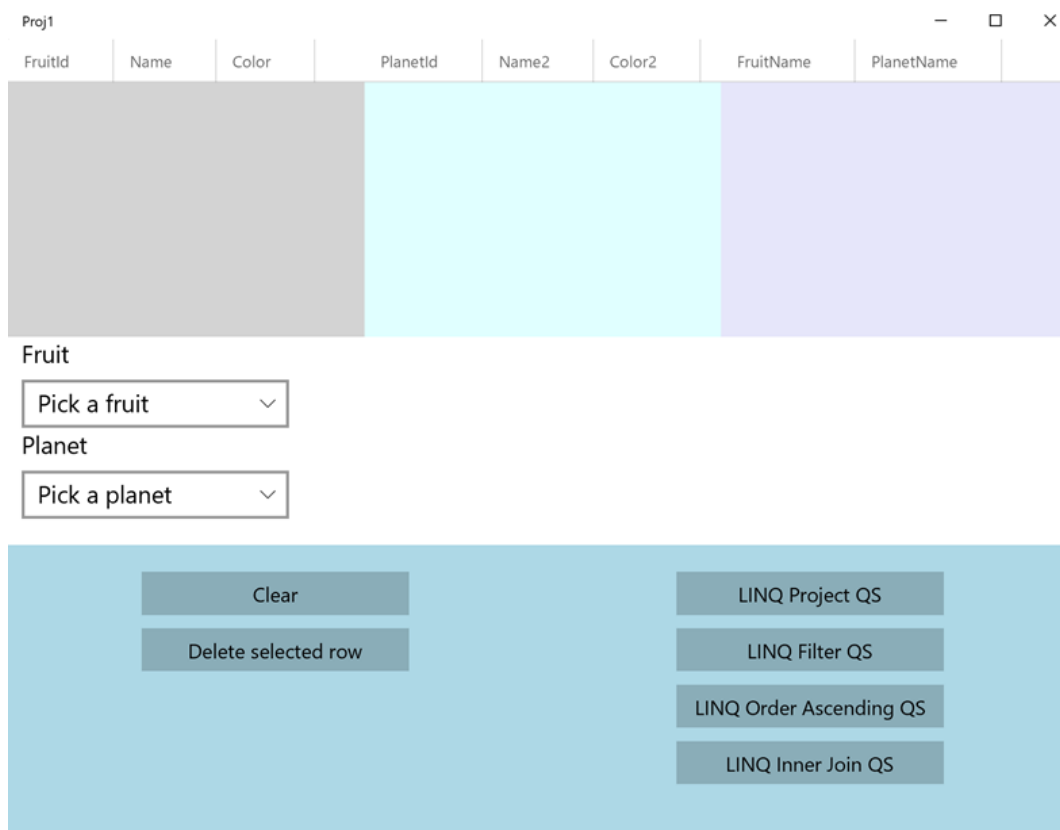 Proj1
FruitId Name Color PlanetId Name2 Color2 FruitName PlanetName
Fruit
Pick a fruit
Planet
Pick a planet
Clear LINQ Project QS
Delete selected row LINQ Filter QS
LINQ Order Ascending QS
LINQ Inner Join QS